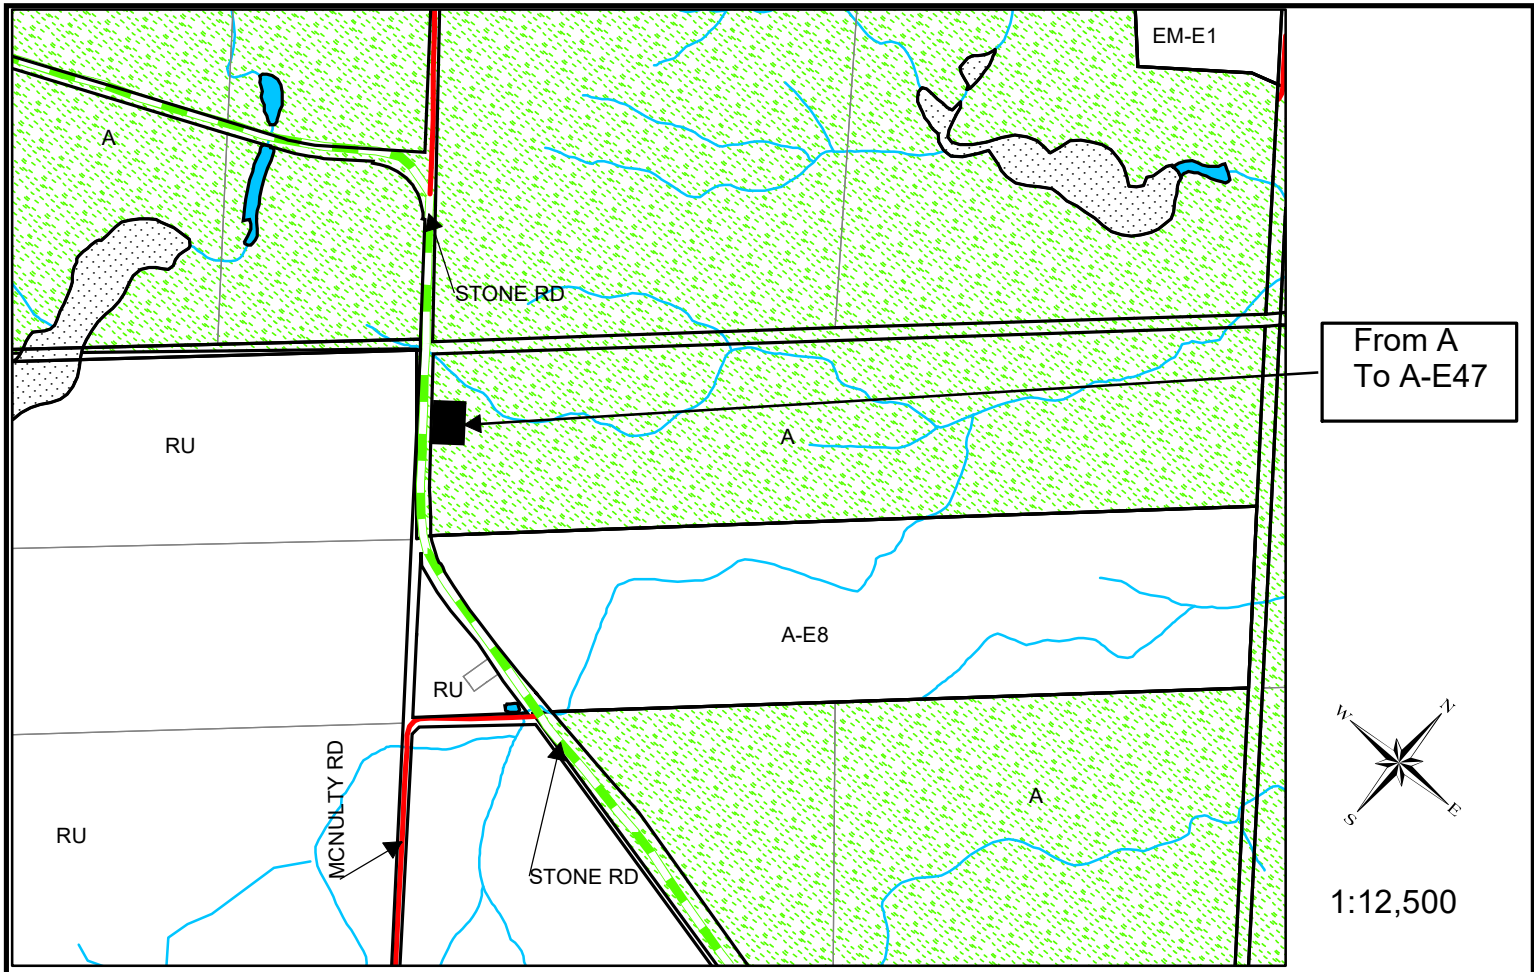 EM-E1
A
STONE RD
From A
To A-E47
RU
A
A-E8
RU
MCNULTY RD
RU
STONE RD
A
W
N
S
E
1:12,500